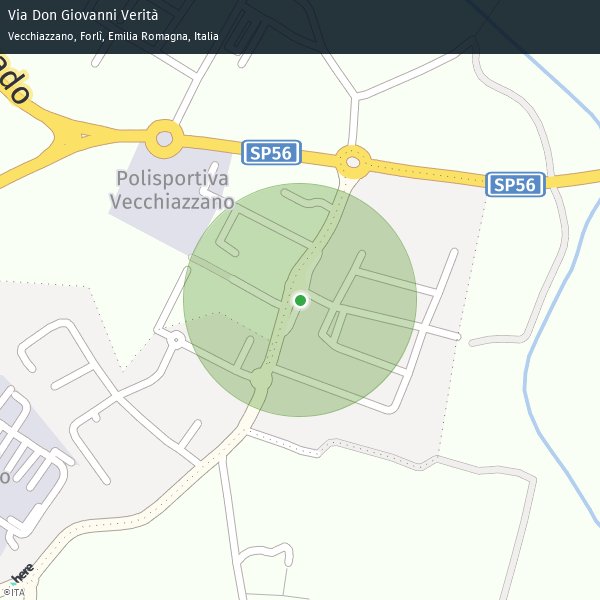 Via Don Giovanni Verità
Vecchiazzano, Forlì, Emilia Romagna, Italia
ado
SP56
SP56
Polisportiva
Vecchiazzano
o
here
©ITA